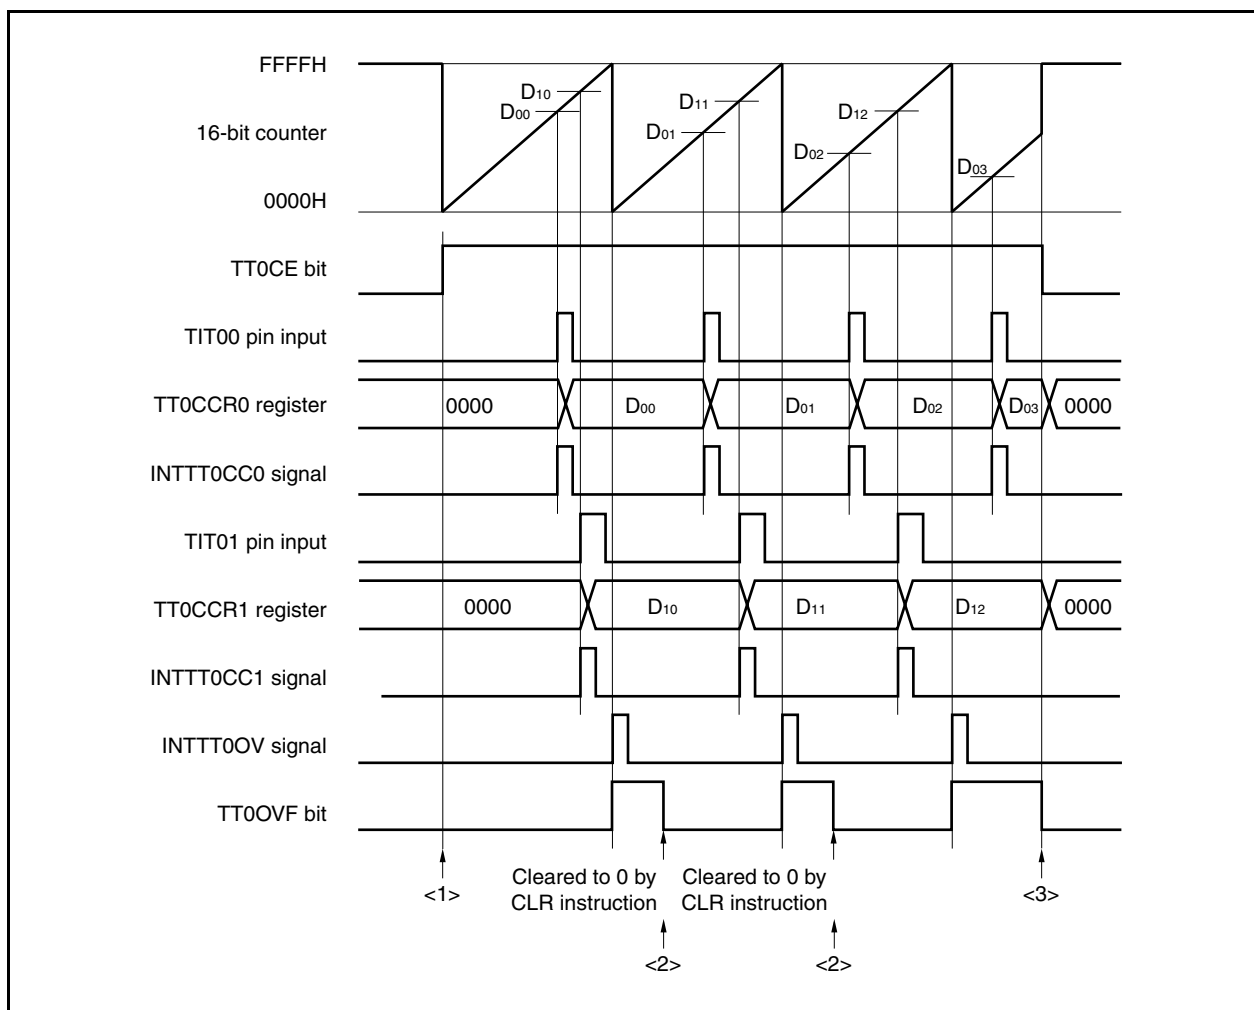 FFFFH
D10
D00
D11
D01
D12
D02
D03
16-bit counter
0000H
TT0CE bit
TIT00 pin input
TT0CCR0 register
0000 D00 D01 D02 D03 0000
INTTT0CC0 signal
TIT01 pin input
TT0CCR1 register
0000 D10 D11 D12 0000
INTTT0CC1 signal
INTTT0OV signal
TT0OVF bit
<1>
Cleared to 0 by
CLR instruction
<2>
Cleared to 0 by
CLR instruction
<2>
<3>